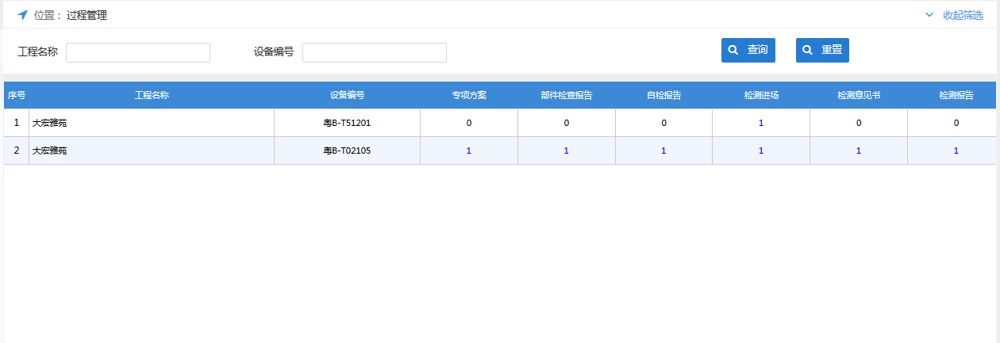 位置： 过程管理 收起筛选
工程名称 设备编号 查询 重置
序号 工程名称 设备编号 专项方案 部件检查报告 自检报告 检测进场 检测意见书 检测报告
1 大宏雅苑 粤B-T51201 0 0 0 1 0 0
2 大宏雅苑 粤B-T02105 1 1 1 1 1 1